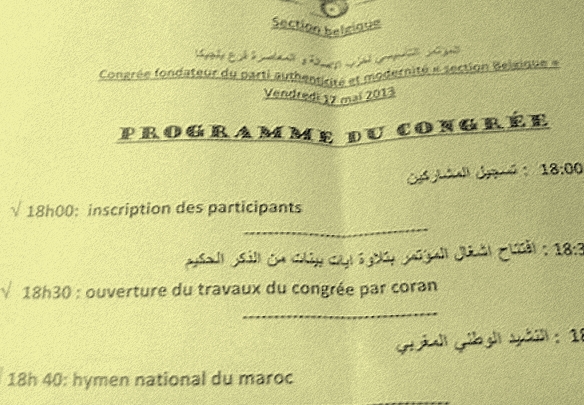 Section belgique
المؤتمر التأسيسي لحزب الاصالة و المعاصرة فرع بلجيكا
Congrée fondateur du parti authenticité et modernité « section Belgique »
Vendredi 17 mai 2013
PROGRAMME DU CONGRÉE
18:00 : تسجيل المشاركين
√ 18h00: inscription des participants
18:3 : افتتاح اشغال المؤتمر بتلاوة ايات بينات من الذكر الحكيم
√ 18h30 : ouverture du travaux du congrée par coran
18 : النشيد الوطني المغربي
18h 40: hymen national du maroc